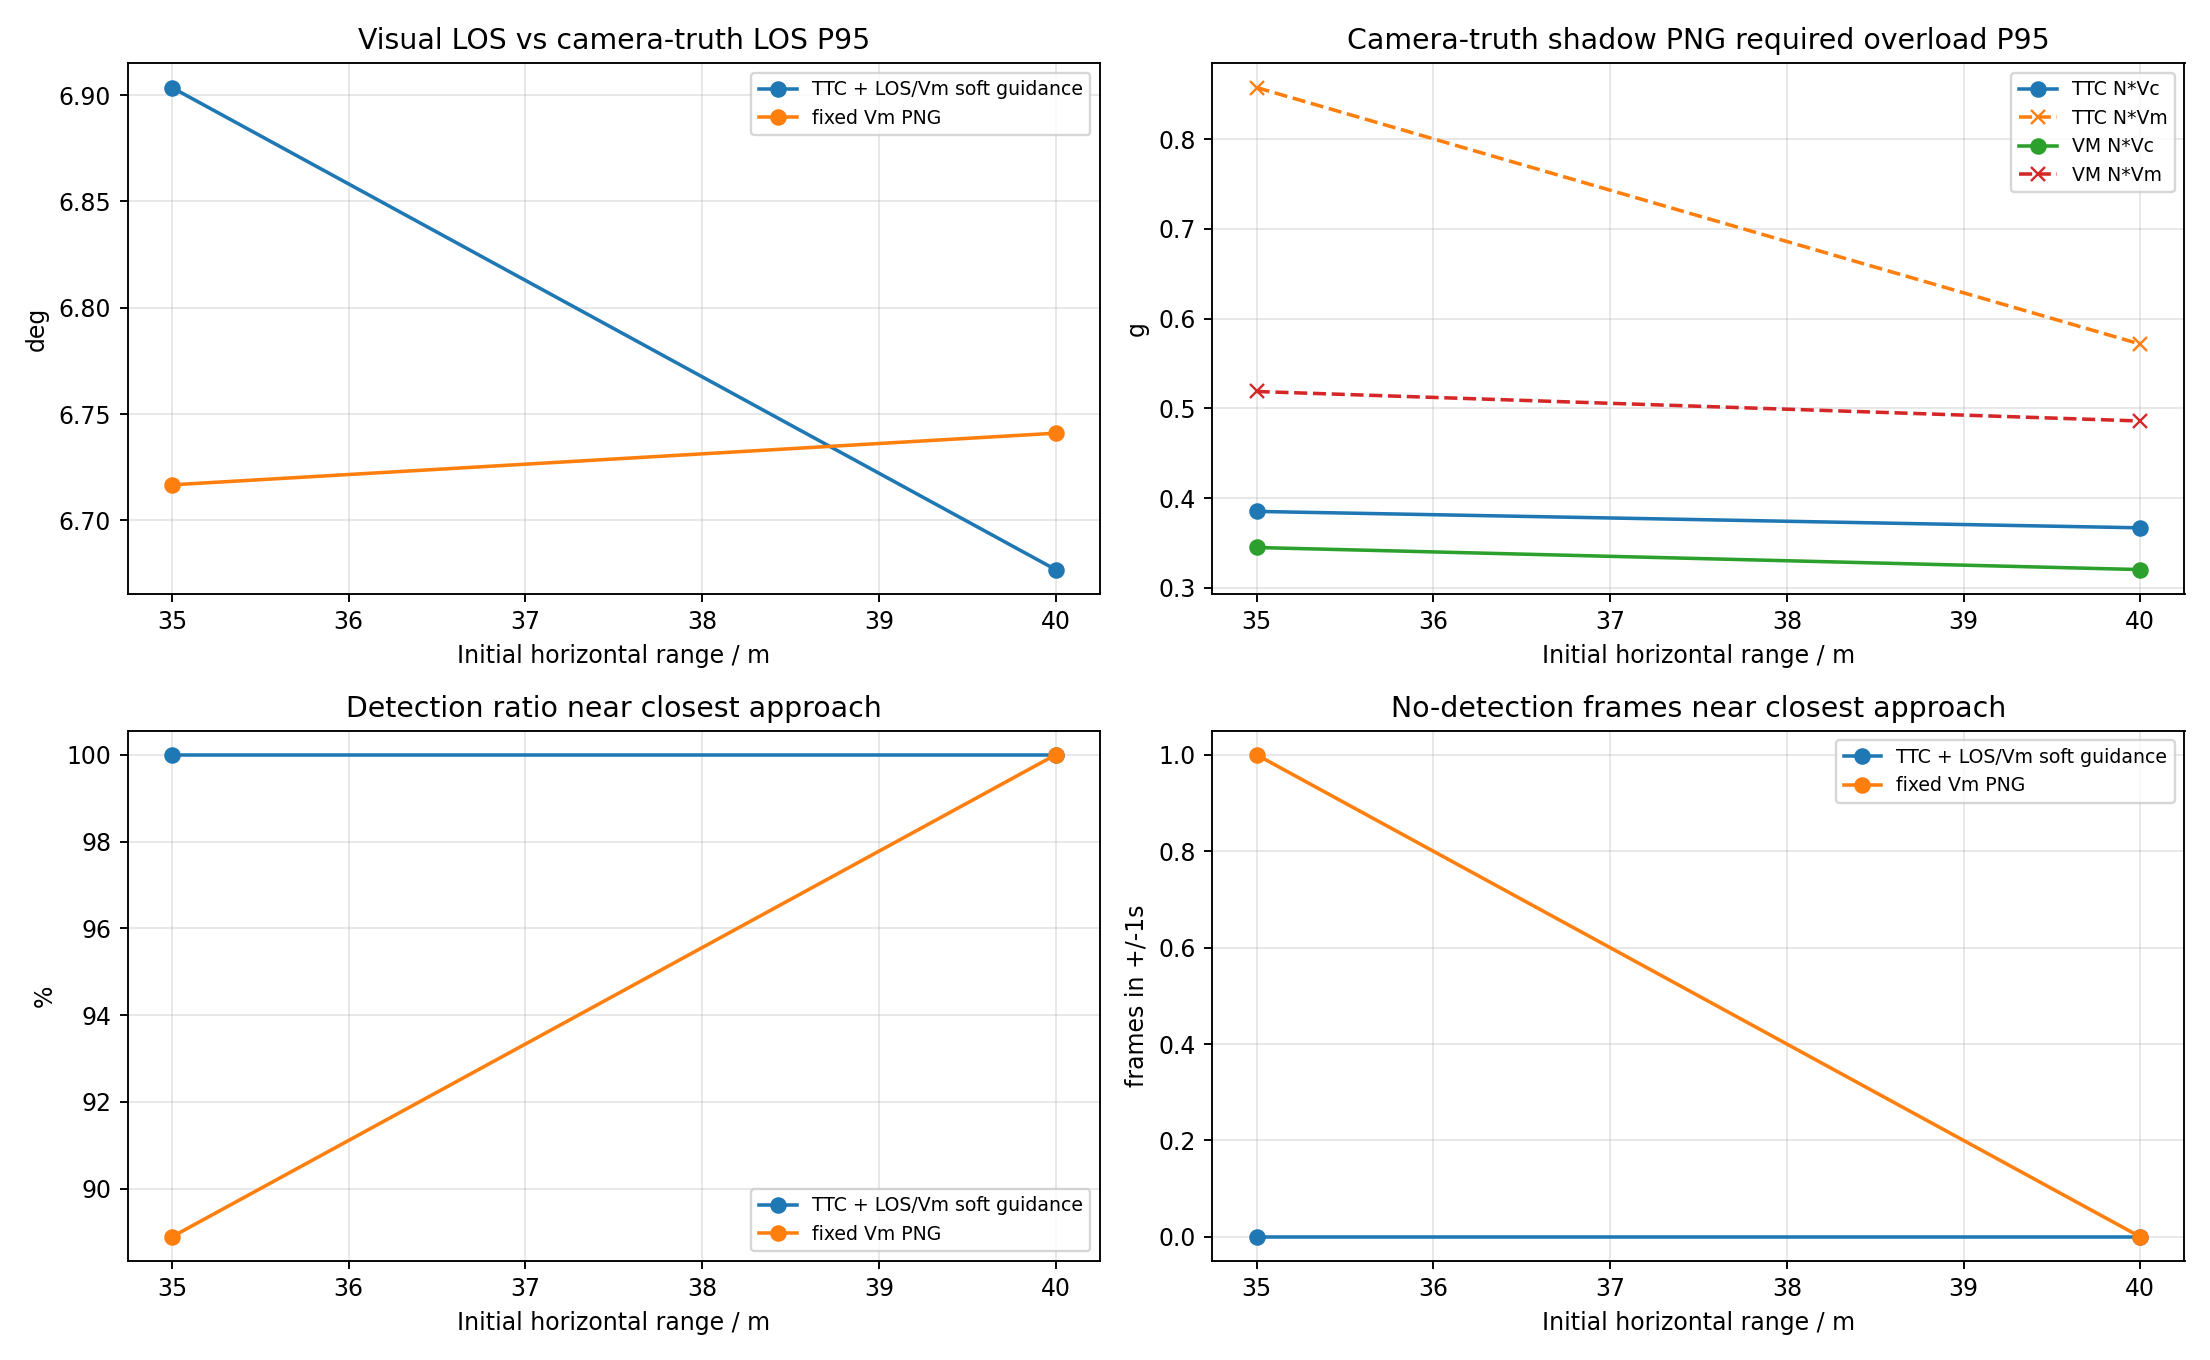 Visual LOS vs camera-truth LOS P95
TTC + LOS/Vm soft guidance
fixed Vm PNG
deg
6.90
6.85
6.80
6.75
6.70
35 36 37 38 39 40
Initial horizontal range / m
Camera-truth shadow PNG required overload P95
TTC N*Vc
TTC N*Vm
VM N*Vc
VM N*Vm
g
0.8
0.7
0.6
0.5
0.4
0.3
35 36 37 38 39 40
Initial horizontal range / m
Detection ratio near closest approach
%
100
98
96
94
92
90
TTC + LOS/Vm soft guidance
fixed Vm PNG
35 36 37 38 39 40
Initial horizontal range / m
No-detection frames near closest approach
TTC + LOS/Vm soft guidance
fixed Vm PNG
frames in +/-1s
1.0
0.8
0.6
0.4
0.2
0.0
35 36 37 38 39 40
Initial horizontal range / m